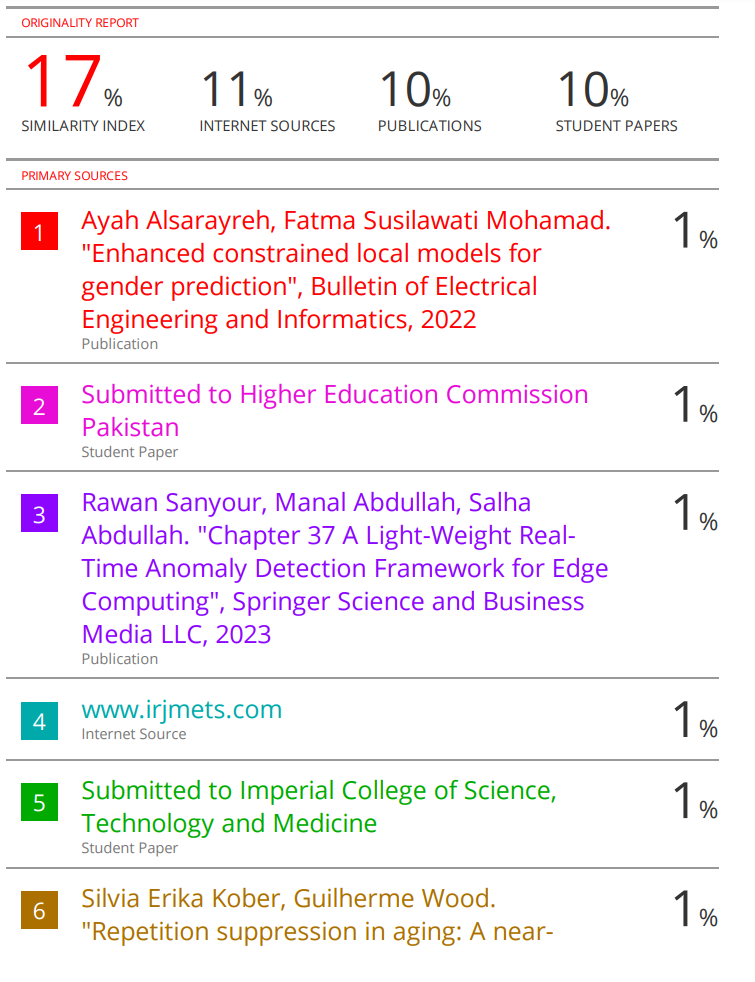 ORIGINALITY REPORT
17% 11% 10% 10%
SIMILARITY INDEX INTERNET SOURCES PUBLICATIONS STUDENT PAPERS
PRIMARY SOURCES
1 Ayah Alsarayreh, Fatma Susilawati Mohamad. 1%
"Enhanced constrained local models for
gender prediction", Bulletin of Electrical
Engineering and Informatics, 2022
Publication
2 Submitted to Higher Education Commission 1%
Pakistan
Student Paper
3 Rawan Sanyour, Manal Abdullah, Salha 1%
Abdullah. "Chapter 37 A Light-Weight Real-
Time Anomaly Detection Framework for Edge
Computing", Springer Science and Business
Media LLC, 2023
Publication
4 www.irjmets.com 1%
Internet Source
5 Submitted to Imperial College of Science, 1%
Technology and Medicine
Student Paper
6 Silvia Erika Kober, Guilherme Wood. 1%
"Repetition suppression in aging: A near-